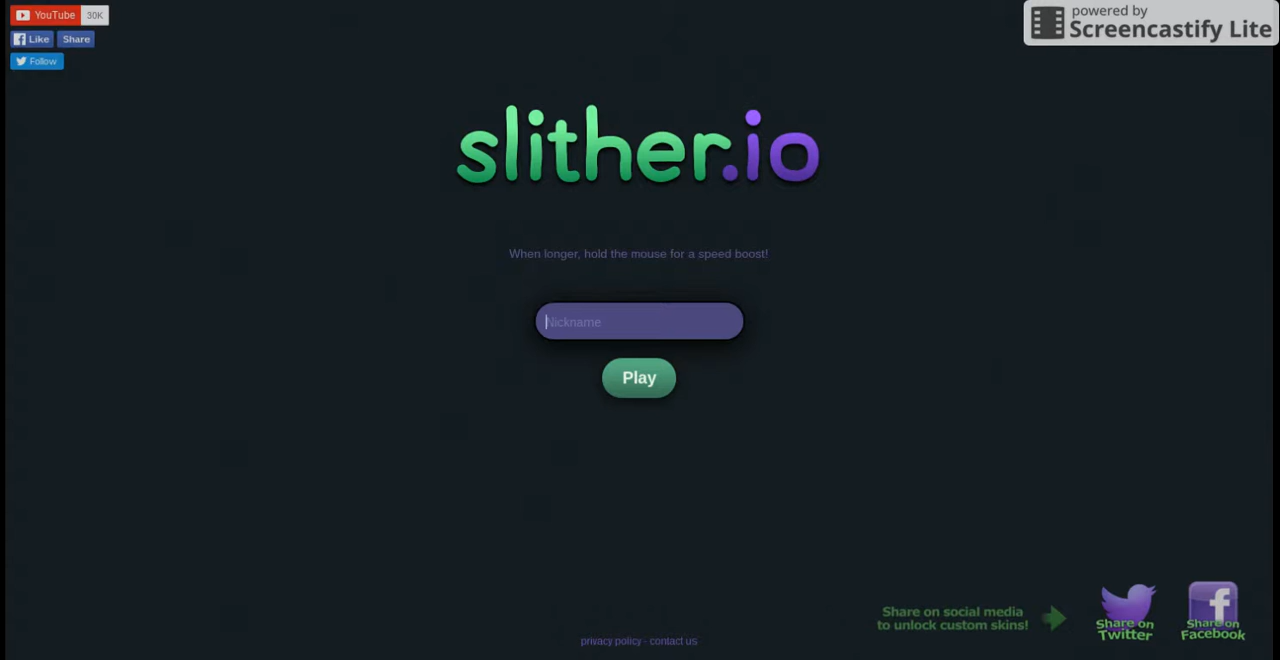 YouTube 30K
Like Share
Follow
powered by
Screencastify Lite
slither.io
When longer, hold the mouse for a speed boost!
Nickname
Play
Share on social media
to unlock custom skins!
Share on
Twitter
Share on
Facebook
privacy policy · contact us